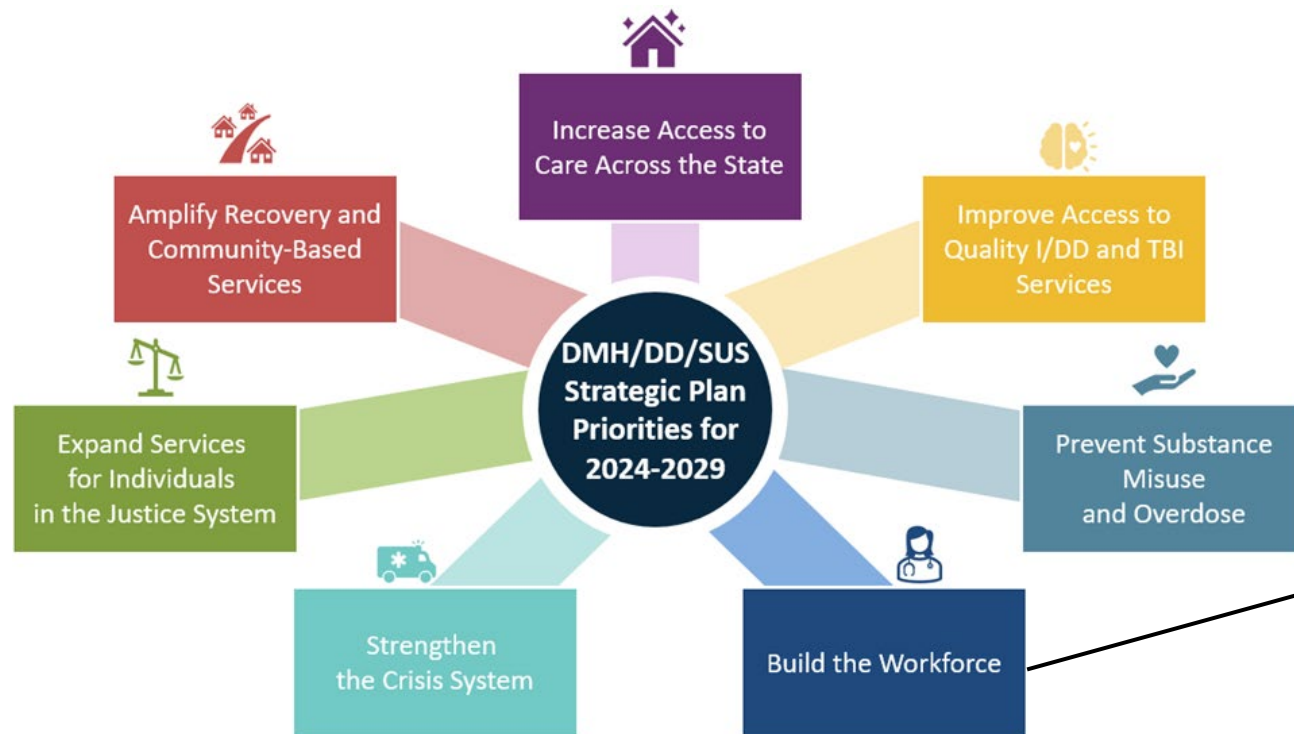 Increase Access to
Care Across the State
Amplify Recovery and
Community-Based
Services
Improve Access to
Quality I/DD and TBI
Services
DMH/DD/SUS
Strategic Plan
Priorities for
2024-2029
Expand Services
for Individuals
in the Justice System
Prevent Substance
Misuse
and Overdose
Strengthen
the Crisis System
Build the Workforce